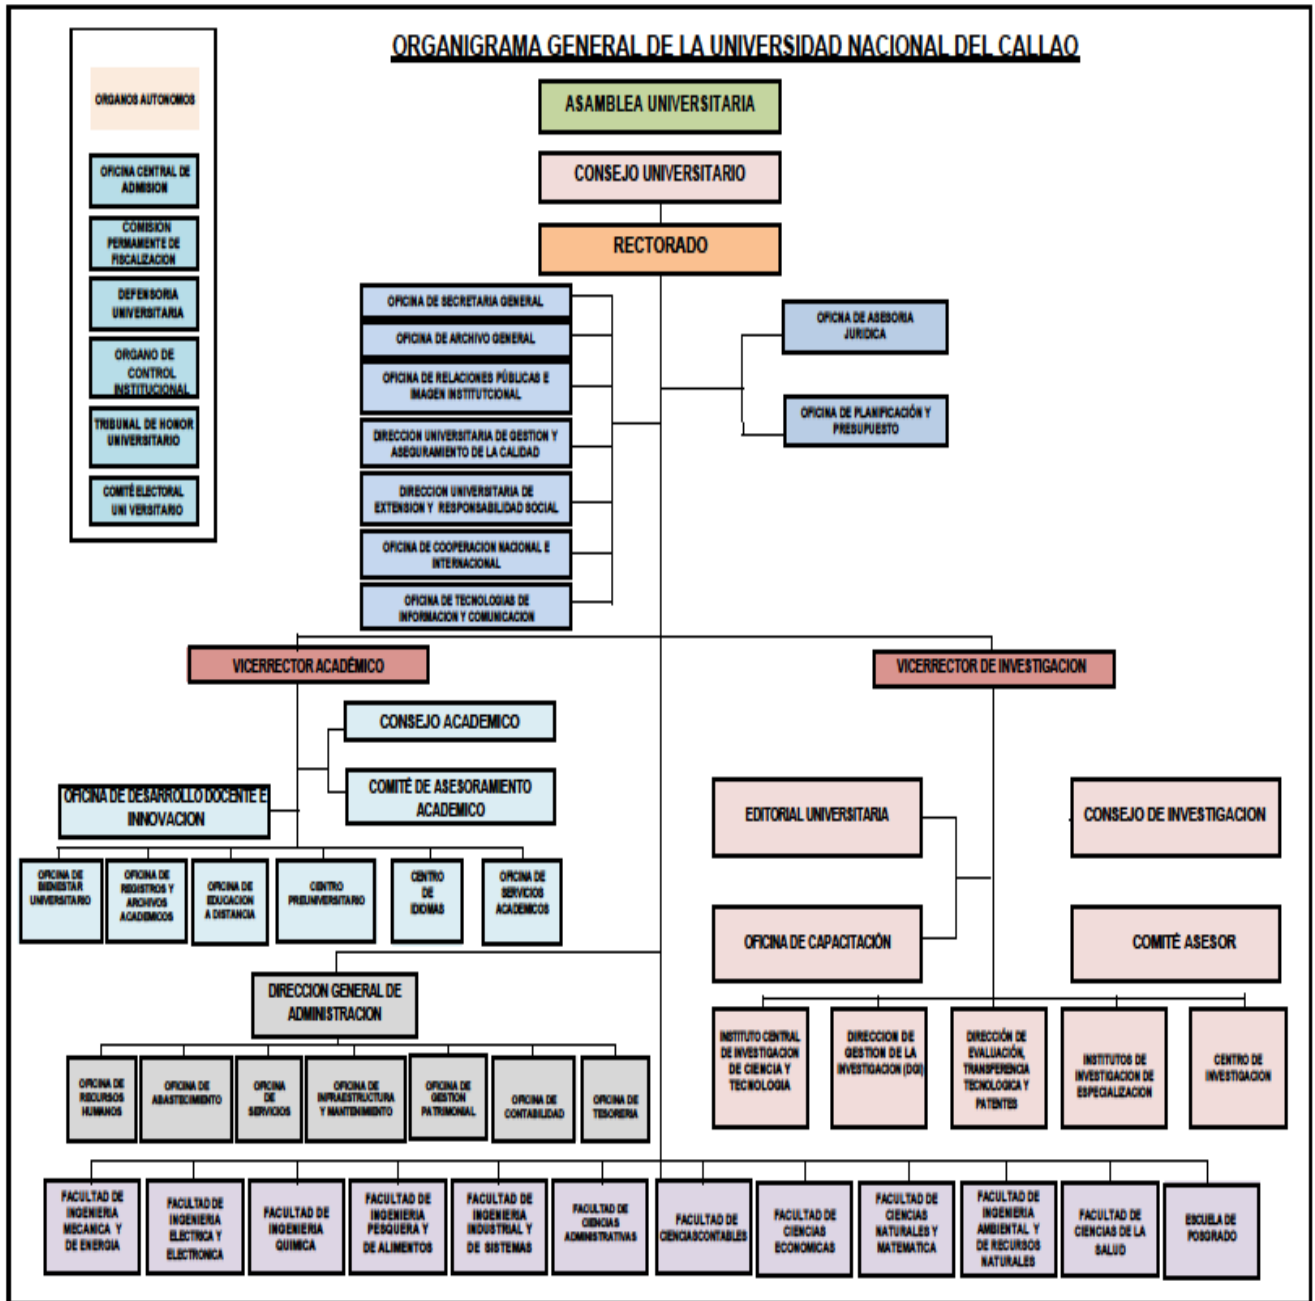 ORGANIGRAMA GENERAL DE LA UNIVERSIDAD NACIONAL DEL CALLAO
ORGANOS AUTONOMOS
OFICINA CENTRAL DE
ADMISION
COMISION
PERMAMENTE DE
FISCALIZACION
DEFENSORIA
UNIVERSITARIA
ORGANO DE
CONTROL
INSTITUCIONAL
TRIBUNAL DE HONOR
UNIVERSITARIO
COMITÉ ELECTORAL
UNI VERSITARIO
ASAMBLEA UNIVERSITARIA
CONSEJO UNIVERSITARIO
RECTORADO
OFICINA DE SECRETARIA GENERAL
OFICINA DE ARCHIVO GENERAL
OFICINA DE RELACIONES PÚBLICAS E
IMAGEN INSTITUTCIONAL
DIRECCION UNIVERSITARIA DE GESTION Y
ASEGURAMIENTO DE LA CALIDAD
DIRECCION UNIVERSITARIA DE
EXTENSION Y RESPONSABILIDAD SOCIAL
OFICINA DE COOPERACION NACIONAL E
INTERNACIONAL
OFICINA DE TECNOLOGIAS DE
INFORMACION Y COMUNICACION
OFICNA DE ASESORIA
JURIDICA
OFICINA DE PLANIFICACIÓN Y
PRESUPUESTO
VICERRECTOR ACADÉMICO
VICERRECTOR DE INVESTIGACION
CONSEJO ACADEMICO
COMITÉ DE ASESORAMIENTO
ACADEMICO
OFICINA DE DESARROLLO DOCENTE E
INNOVACION
OFICINA DE
BIENESTAR
UNIVERSITARIO
OFICINA DE
REGISTROS Y
ARCHIVOS
ACADEMICOS
OFICINA DE
EDUCACION
A DISTANCIA
CENTRO
PREUNIVERSITARIO
CENTRO
DE
IDIOMAS
OFICINA DE
SERVICIOS
ACADEMICOS
EDITORIAL UNIVERSITARIA
CONSEJO DE INVESTIGACION
OFICINA DE CAPACITACIÓN
COMITÉ ASESOR
DIRECCION GENERAL DE
ADMINISTRACION
INSTITUTO CENTRAL
DE INVESTIGACION
DE CIENCIA Y
TECNOLOGIA
DIRECCION DE
GESTION DE LA
INVESTIGACION (DGI)
DIRECCIÓN DE
EVALUACIÓN,
TRANSFERENCIA
TECNOLOGICA Y
PATENTES
INSTITUTOS DE
INVESTIGACION DE
ESPECIALIZACION
CENTRO DE
INVESTIGACION
OFICINA DE
RECURSOS
HUMANOS
OFICINA DE
ABASTECIMIENTO
OFICINA
DE
SERVICIOS
OFICINA DE
INFRAESTRUCTURA
Y MANTENIMIENTO
OFICINA DE
GESTION
PATRIMONIAL
OFICINA DE
CONTABILIDAD
OFICINA DE
TESORERIA
FACULTAD DE
INGENIERIA
MECANICA Y
DE ENERGIA
FACULTAD DE
INGENIERIA
ELECTRICA Y
ELECTRONICA
FACULTAD DE
INGENIERIA
QUIMICA
FACULTAD DE
INGENIERIA
PESQUERA Y
DE ALIMENTOS
FACULTAD DE
INGENIERIA
INDUSTRIAL Y
DE SISTEMAS
FACULTAD DE
CIENCIAS
ADMINISTRATIVAS
FACULTAD DE
CIENCIASCONTABLES
FACULTAD DE
CIENCIAS
ECONOMICAS
FACULTAD DE
CIENCIAS
NATURALES Y
MATEMATICA
FACULTAD DE
INGENIERIA
AMBIENTAL Y
DE RECURSOS
NATURALES
FACULTAD DE
CIENCIAS DE LA
SALUD
ESCUELA DE
POSGRADO